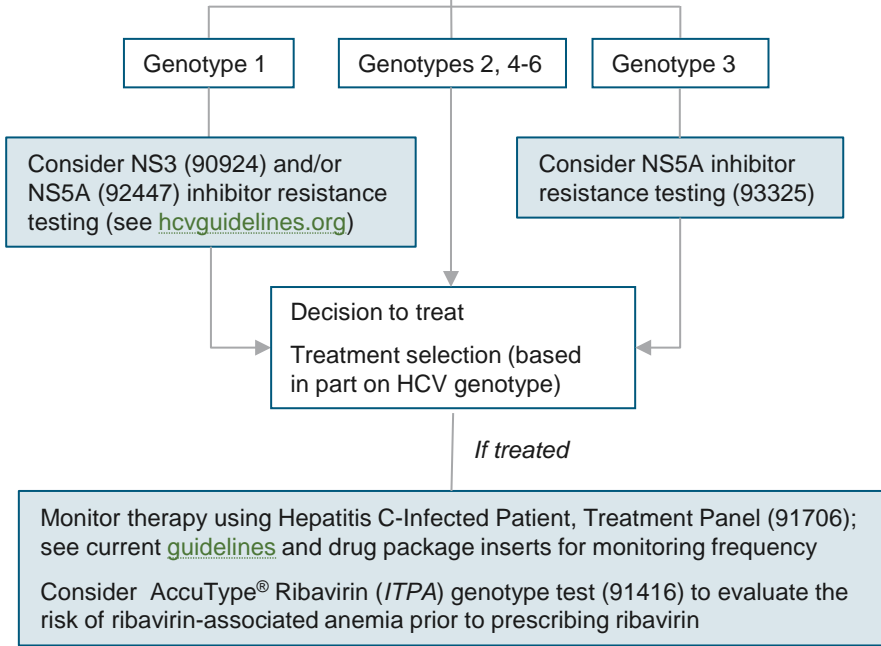 Genotype 1
Genotypes 2, 4-6
Genotype 3
Consider NS3 (90924) and/or
NS5A (92447) inhibitor resistance
testing (see hcvguidelines.org)
Consider NS5A inhibitor
resistance testing (93325)
Decision to treat
Treatment selection (based
in part on HCV genotype)
If treated
Monitor therapy using Hepatitis C-Infected Patient, Treatment Panel (91706);
see current guidelines and drug package inserts for monitoring frequency
Consider AccuType® Ribavirin (ITPA) genotype test (91416) to evaluate the
risk of ribavirin-associated anemia prior to prescribing ribavirin